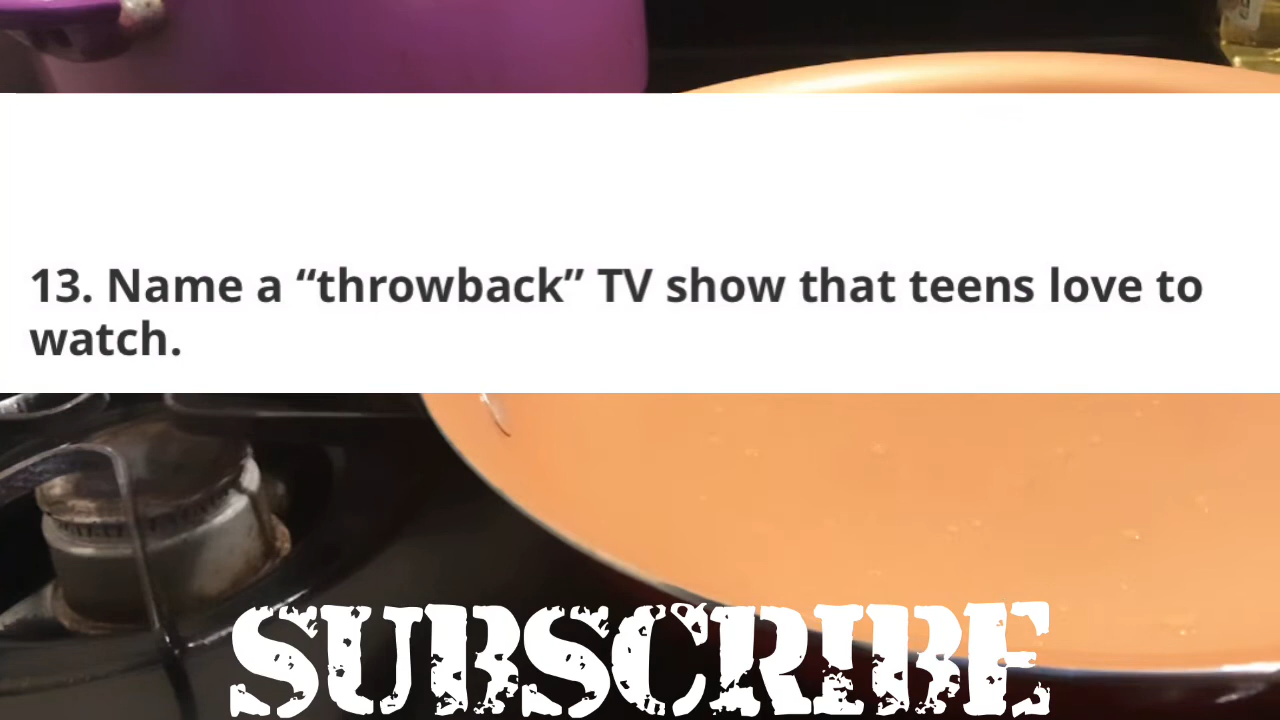 13. Name a “throwback” TV show that teens love to
watch.
SUBSCRIBE